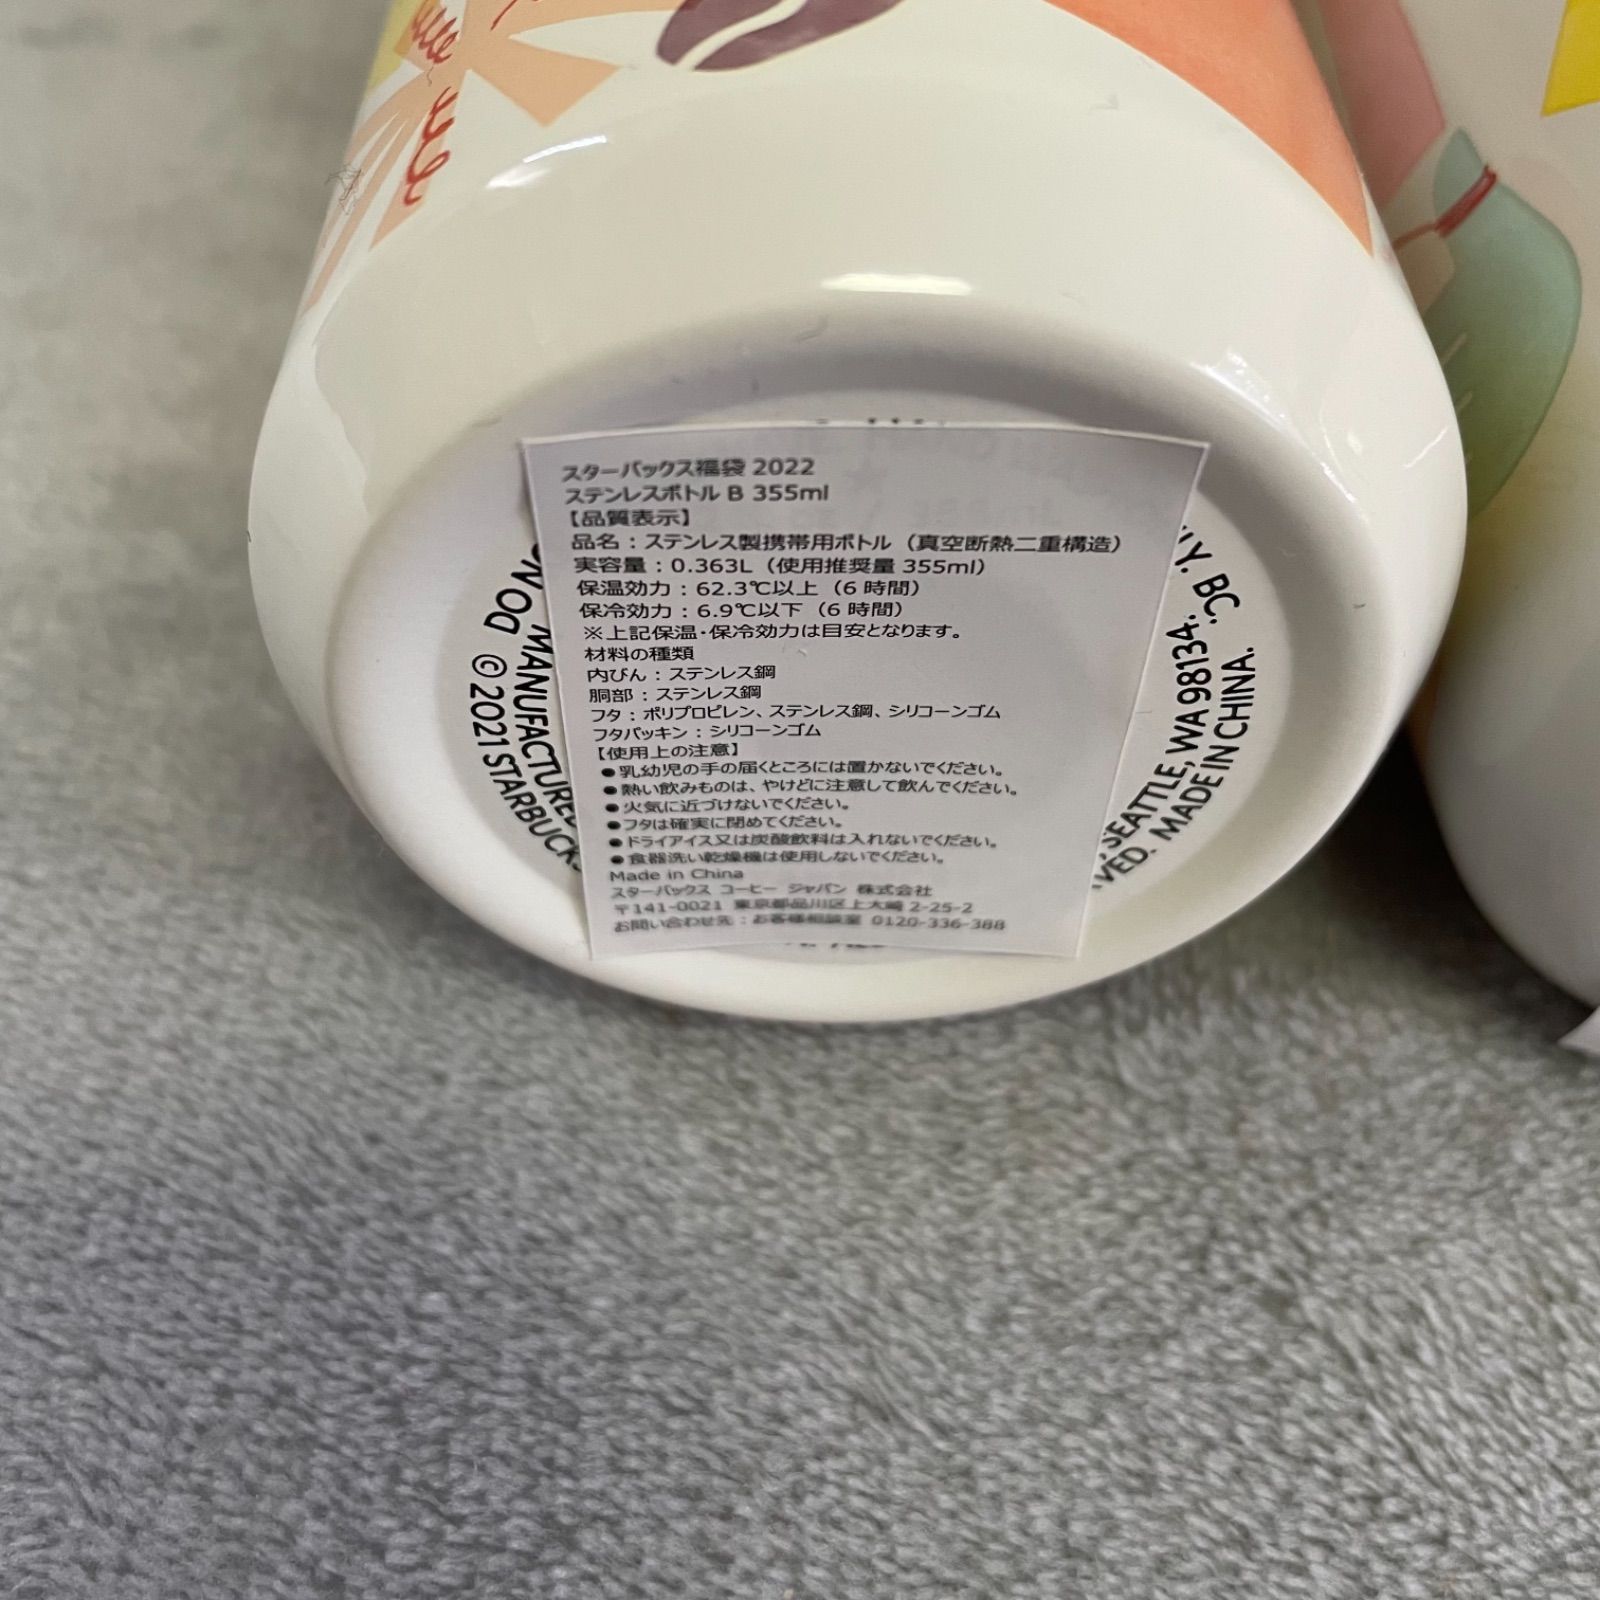 スターバックス福袋 2022
ステンレスボトル B 355ml
【品質表示】
品名：ステンレス製携帯用ボトル（真空断熱二重構造）
実容量：0.363L（使用推奨量 355ml）
保温効力：62.3℃以上（6 時間）
保冷効力：6.9℃以下（6 時間）
※上記保温・保冷効力は目安となります。
材料の種類
内びん：ステンレス鋼
胴部：ステンレス鋼
フタ：ポリプロピレン、ステンレス鋼、シリコーンゴム
フタパッキン：シリコーンゴム
【使用上の注意】
●乳幼児の手の届くところには置かないでください。
●熱い飲みものは、やけどに注意して飲んでください。
●火気に近づけないでください。
●フタは確実に閉めてください。
●ドライアイス又は炭酸飲料は入れないでください。
●食器洗い乾燥機は使用しないでください。
Made in China
スターバックス コーヒー ジャパン 株式会社
〒141-0021 東京都品川区上大崎 2-25-2
お問い合わせ先：お客様相談室 0120-336-388
DO NO
MANUFACTURED
© 2021 STARBUCKS
Y. BC.
SEATTLE, WA 98134.
VED. MADE IN CHINA.